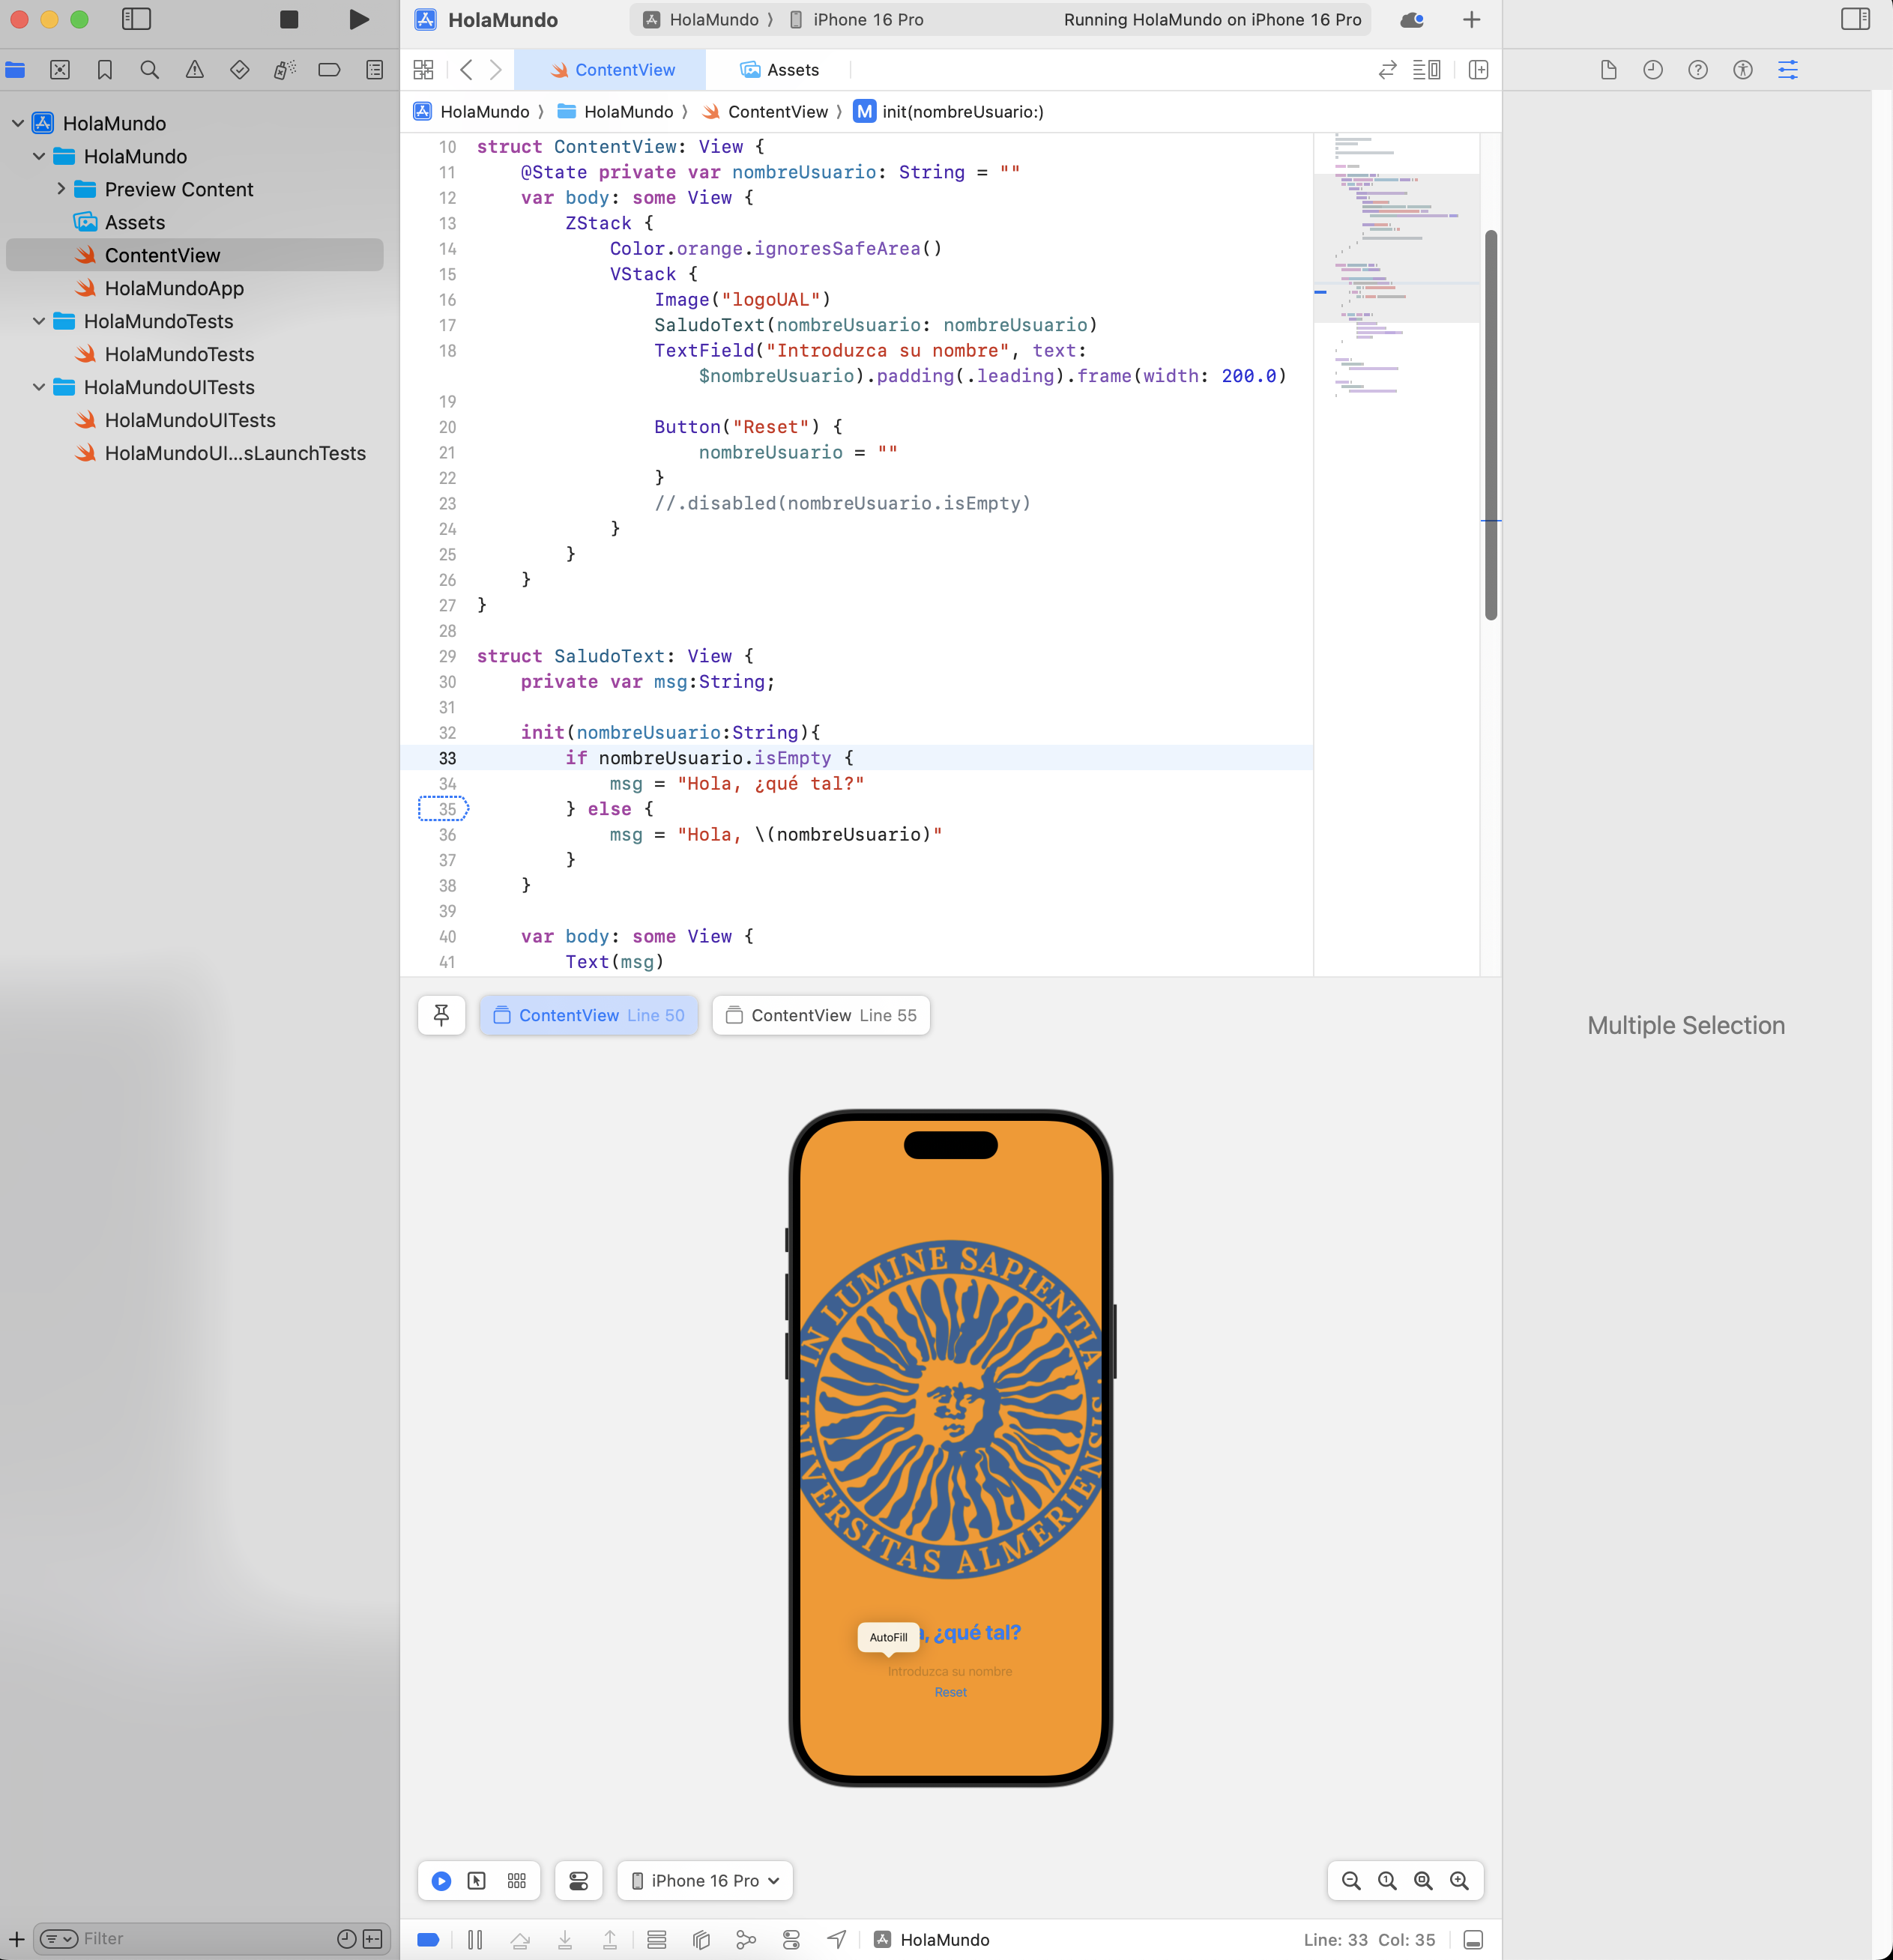 HolaMundo
HolaMundo 〉 iPhone 16 Pro
Running HolaMundo on iPhone 16 Pro
ContentView
Assets
HolaMundo 〉 HolaMundo 〉 ContentView 〉 M init(nombreUsuario:)
HolaMundo
HolaMundo
Preview Content
Assets
ContentView
HolaMundoApp
HolaMundoTests
HolaMundoTests
HolaMundoUITests
HolaMundoUITests
HolaMundoUI...sLaunchTests
Filter
10 struct ContentView: View {
11 @State private var nombreUsuario: String = ""
12 var body: some View {
13 ZStack {
14 Color.orange.ignoresSafeArea()
15 VStack {
16 Image("logoUAL")
17 SaludoText(nombreUsuario: nombreUsuario)
18 TextField("Introduzca su nombre", text:
$nombreUsuario).padding(.leading).frame(width: 200.0)
19
20 Button("Reset") {
21 nombreUsuario = ""
22 }
23 //.disabled(nombreUsuario.isEmpty)
24 }
25 }
26 }
27 }
28
29 struct SaludoText: View {
30 private var msg:String;
31
32 init(nombreUsuario:String){
33 if nombreUsuario.isEmpty {
34 msg = "Hola, ¿qué tal?"
35 } else {
36 msg = "Hola, \(nombreUsuario)"
37 }
38 }
39
40 var body: some View {
41 Text(msg)
ContentView Line 50
ContentView Line 55
Multiple Selection
IN LUMINE SAPIENTIA
VERSITAS ALMERIENSIS
AutoFill
, ¿qué tal?
Introduzca su nombre
Reset
iPhone 16 Pro
HolaMundo
Line: 33 Col: 35